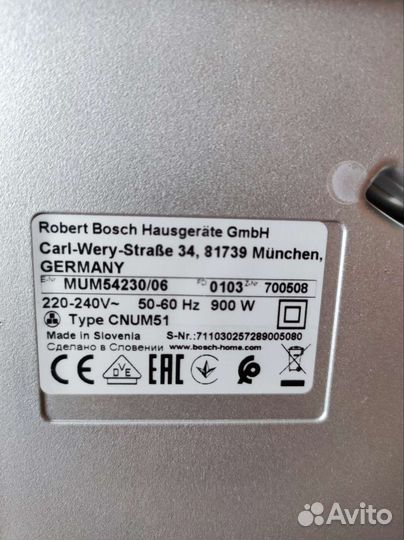 Robert Bosch Hausgeräte GmbH
Carl-Wery-Straße 34, 81739 München,
GERMANY
E-Nr MUM54230/06 FD 0103 Z-Nr 700508
220-240V~ 50-60 Hz 900 W
Type CNUM51
Made in Slovenia S-Nr.:711030257289005080
Сделано в Словении www.bosch-home.com
CE DVE EAC
Avito